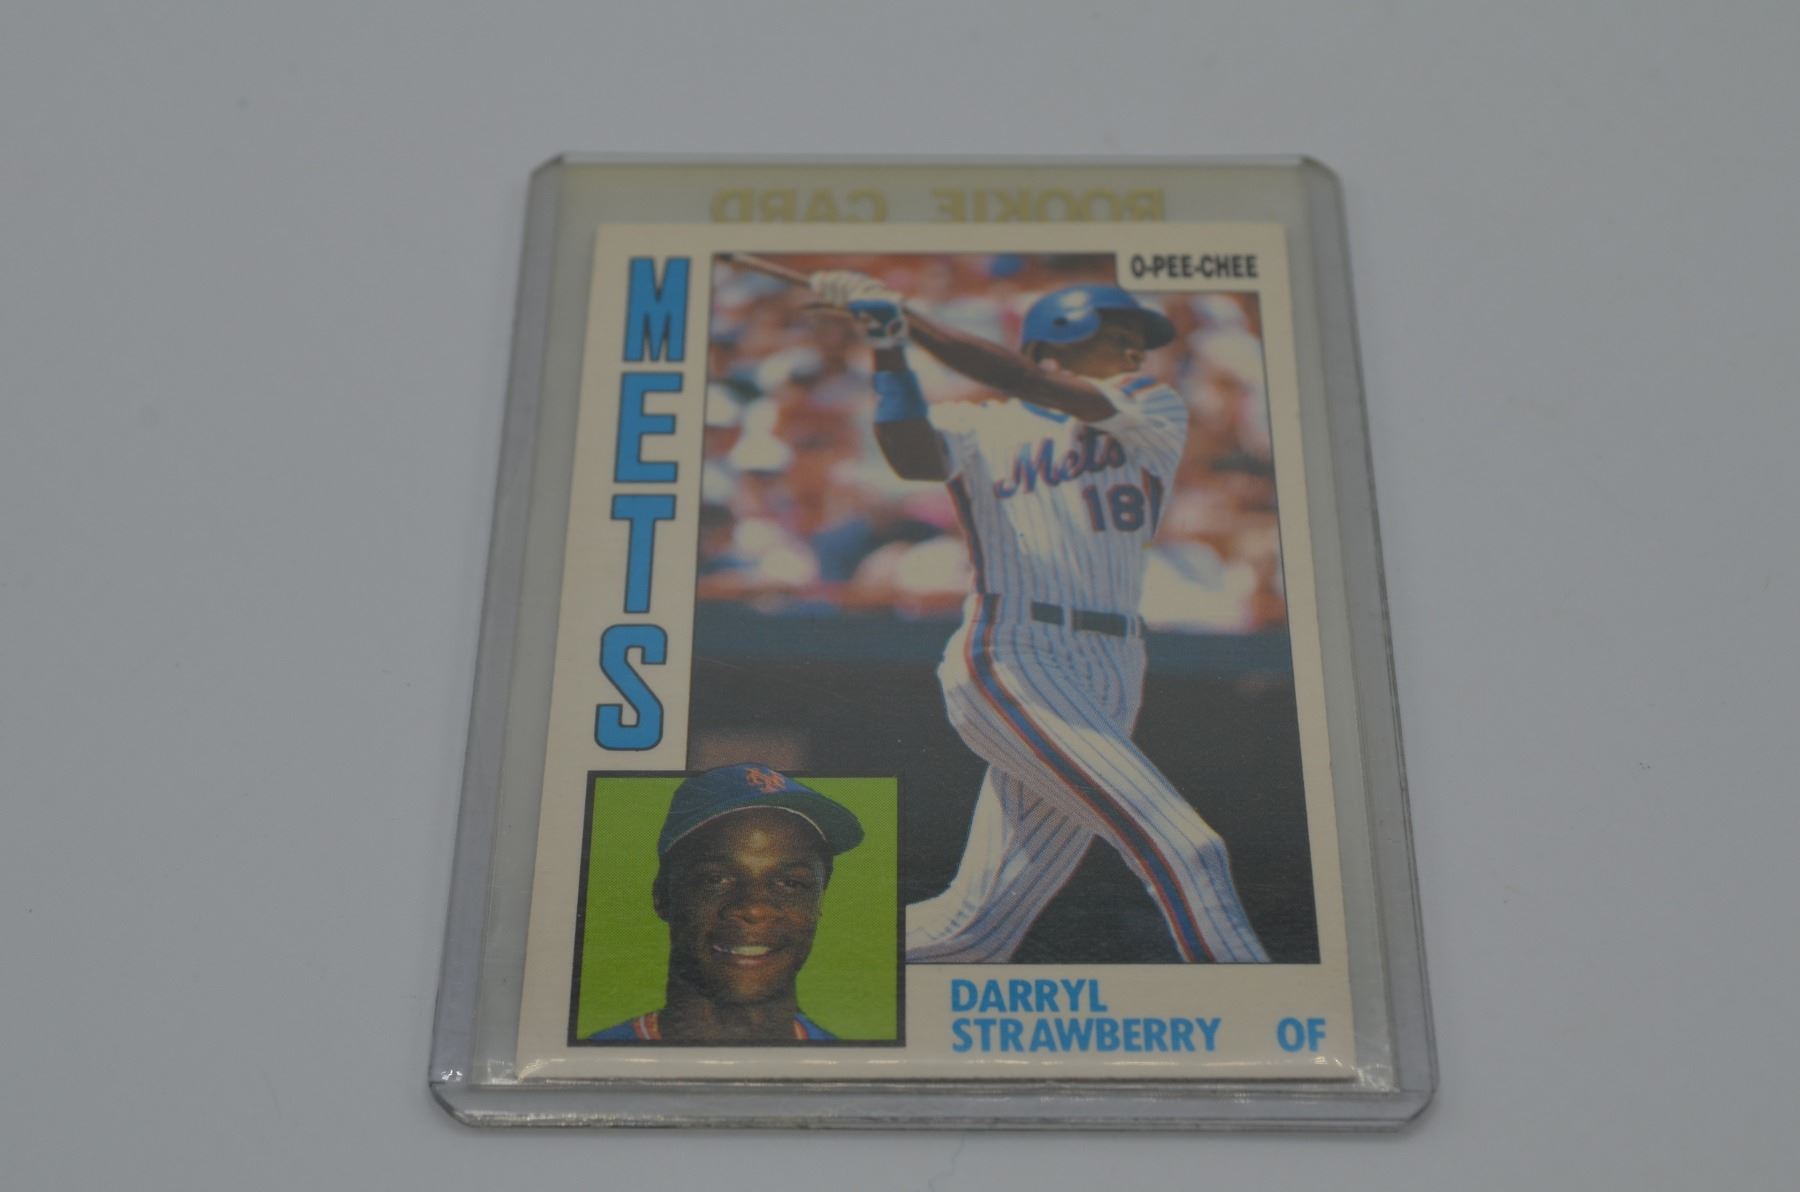 ROOKIE CARD
O-PEE-CHEE
METS
Mets
18
DARRYL
STRAWBERRY OF